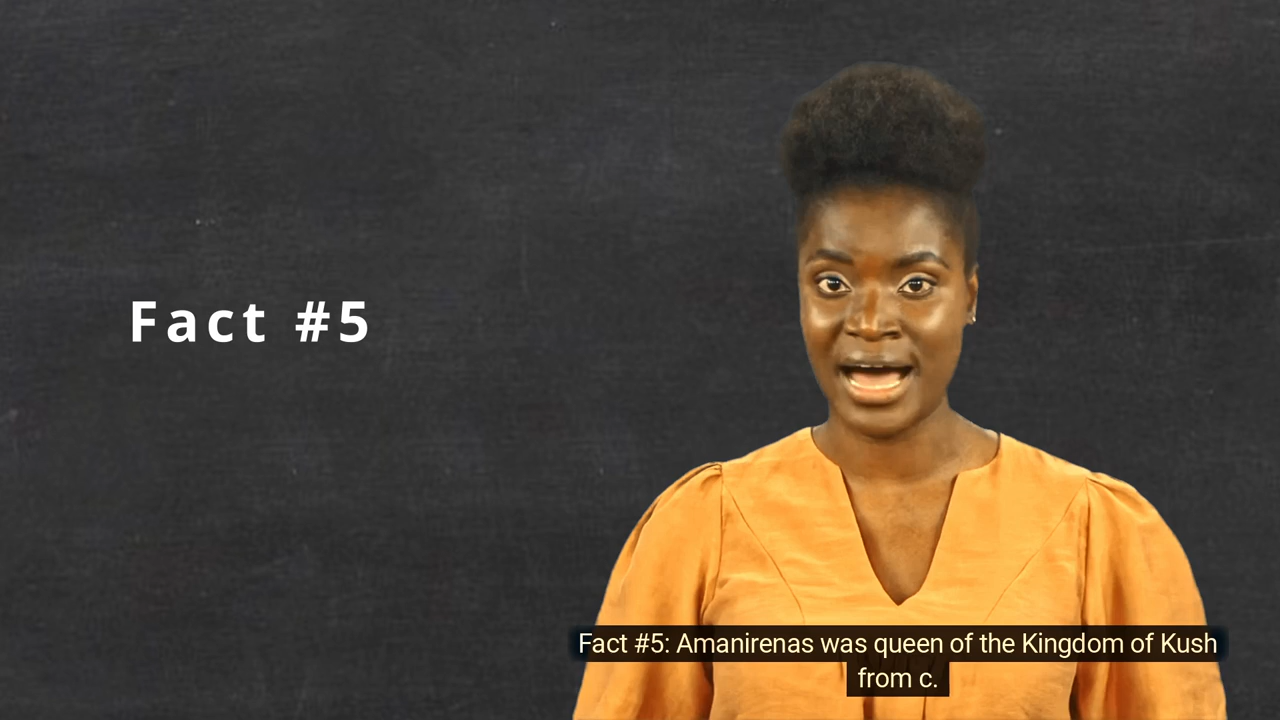 Fact #5
Fact #5: Amanirenas was queen of the Kingdom of Kush
from c.